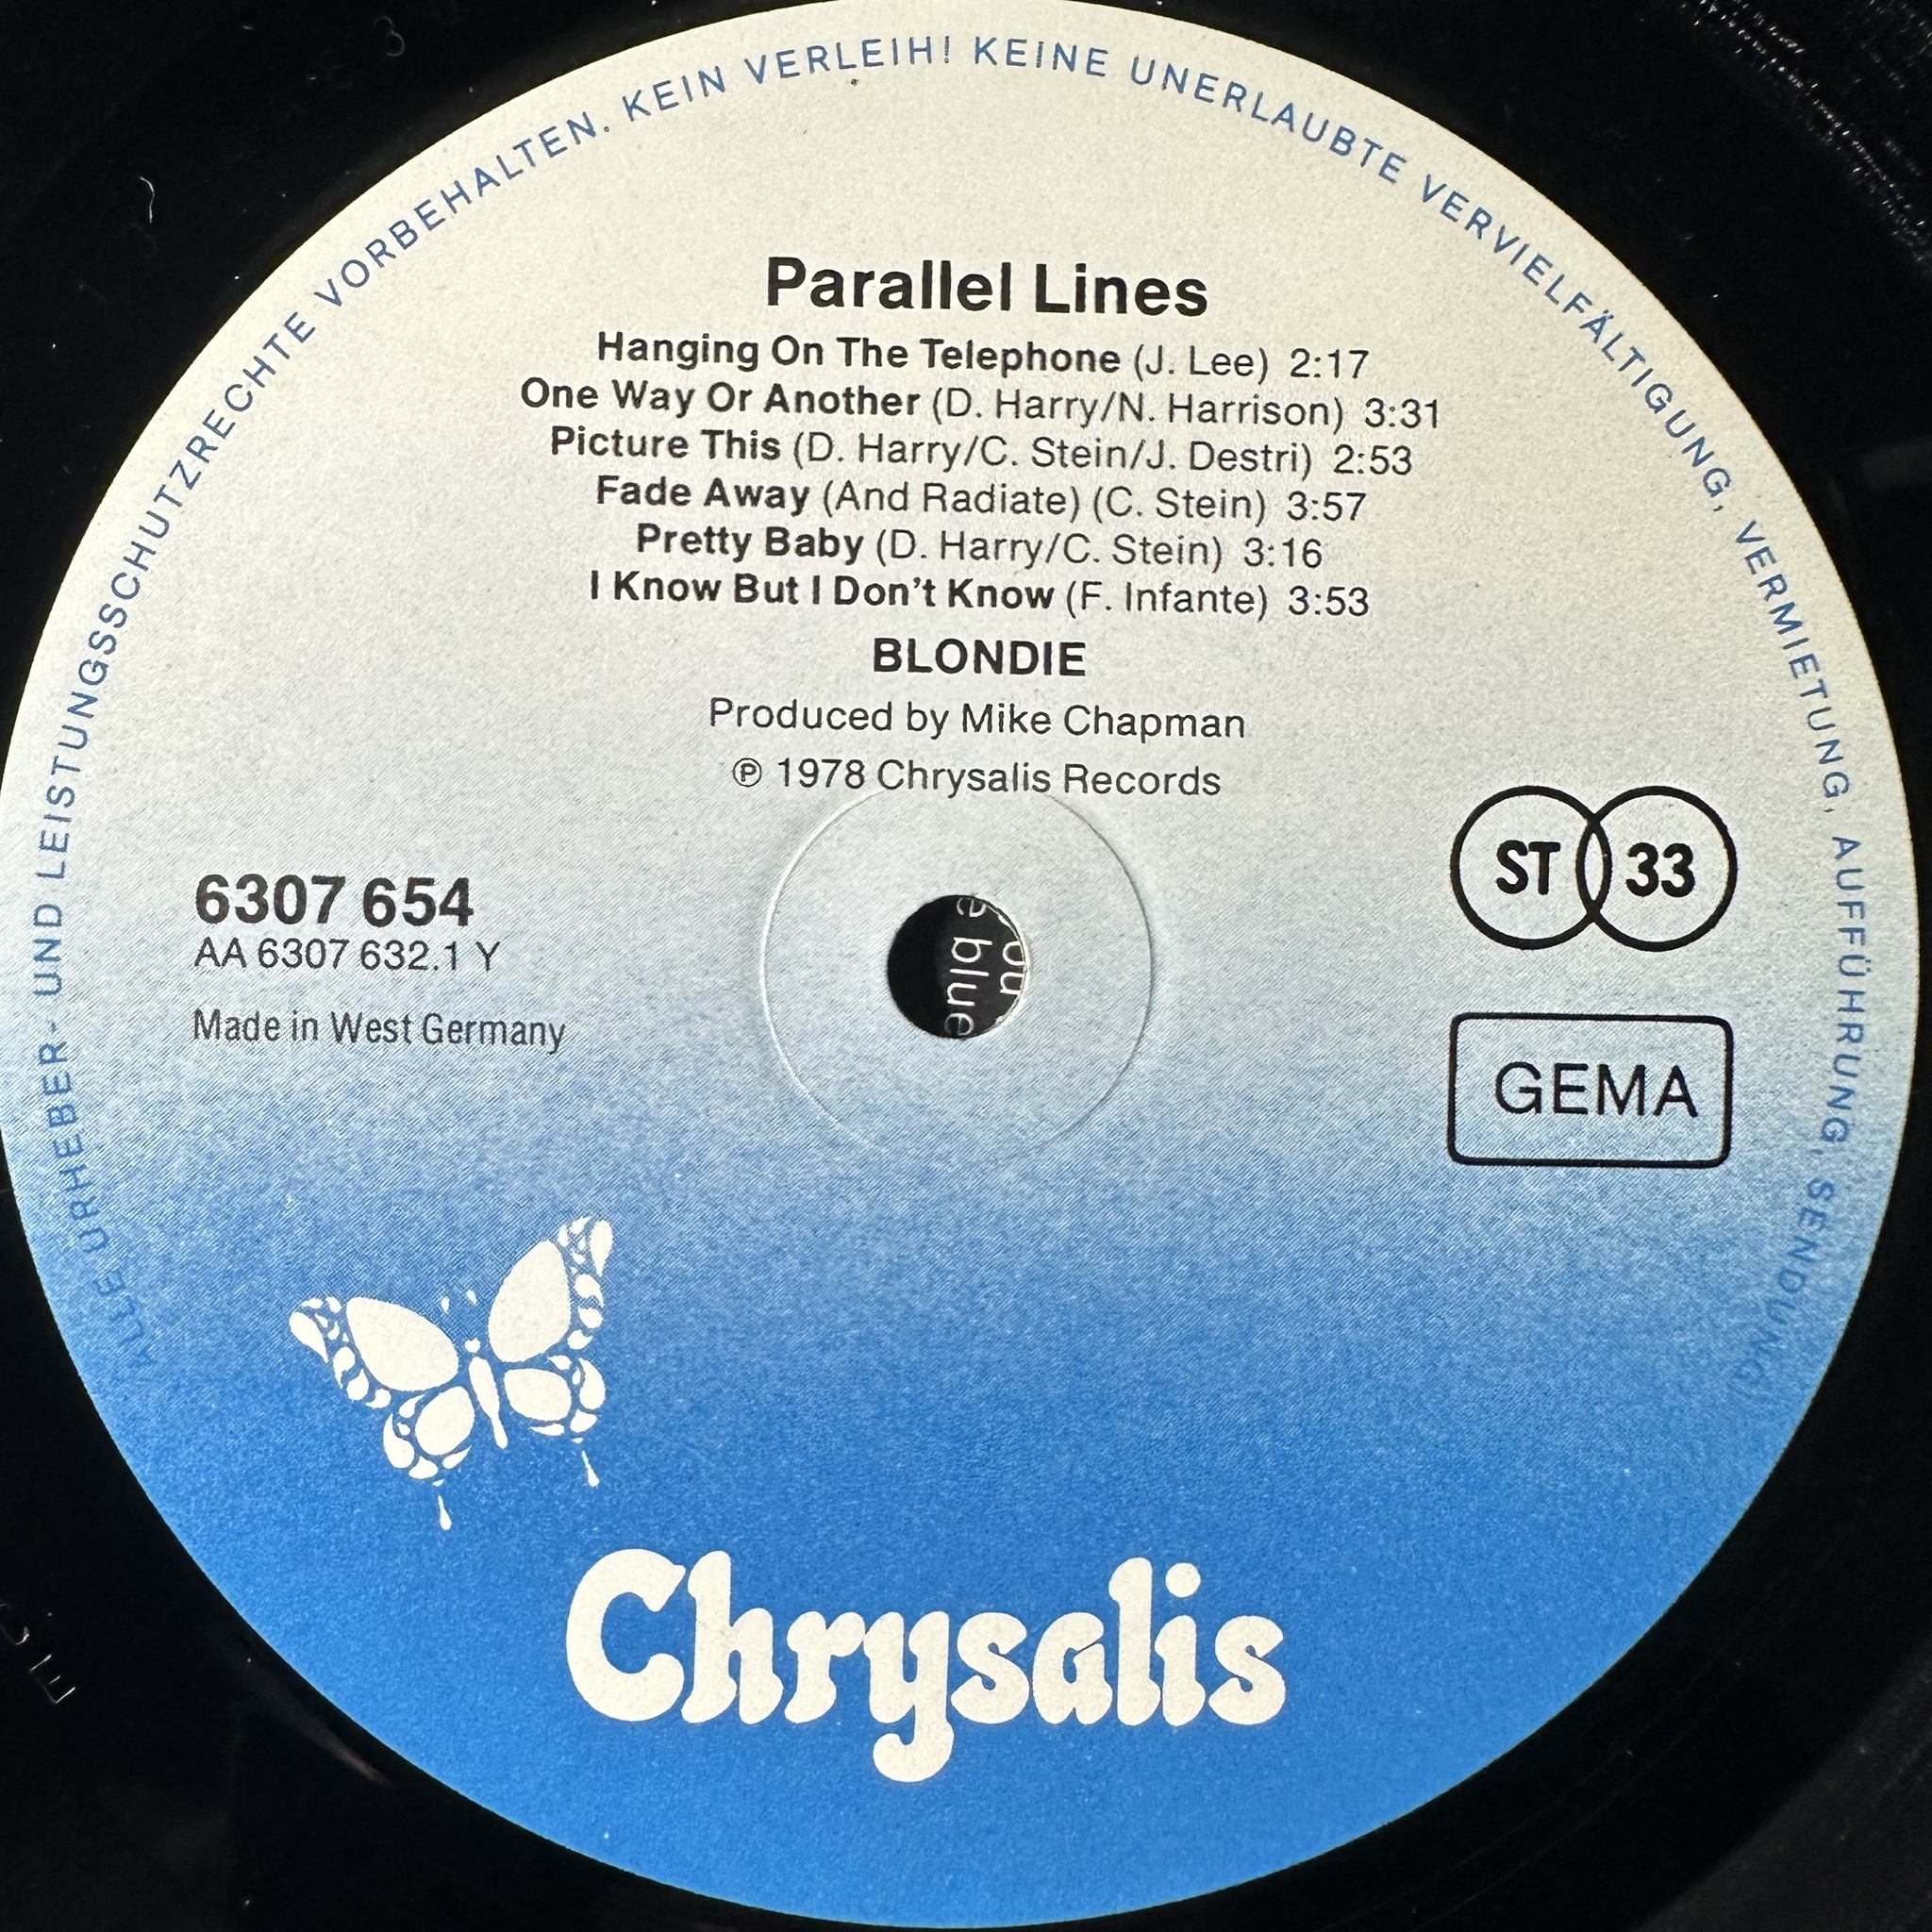 ALLE URHEBER- UND LEISTUNGSSCHUTZRECHTE VORBEHALTEN. KEIN VERLEIH! KEINE UNERLAUBTE VERVIELFÄLTIGUNG, VERMIETUNG, AUFFÜHRUNG, SENDUNG!
Parallel Lines
Hanging On The Telephone (J. Lee) 2:17
One Way Or Another (D. Harry/N. Harrison) 3:31
Picture This (D. Harry/C. Stein/J. Destri) 2:53
Fade Away (And Radiate) (C. Stein) 3:57
Pretty Baby (D. Harry/C. Stein) 3:16
I Know But I Don't Know (F. Infante) 3:53
BLONDIE
Produced by Mike Chapman
℗ 1978 Chrysalis Records
ST 33
6307 654
AA 6307 632.1 Y
Made in West Germany
GEMA
blue
Chrysalis